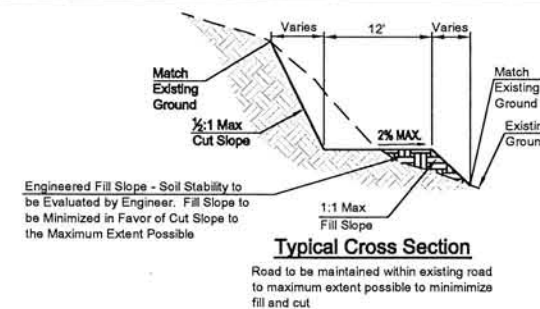 Varies
12'
Varies
Match
Existing
Ground
½:1 Max
Cut Slope
2% MAX.
Match
Existing
Ground
Engineered Fill Slope - Soil Stability to
be Evaluated by Engineer. Fill Slope to
be Minimized in Favor of Cut Slope to
the Maximum Extent Possible
1:1 Max
Fill Slope
Typical Cross Section
Road to be maintained within existing road
to maximum extent possible to minimimize
fill and cut